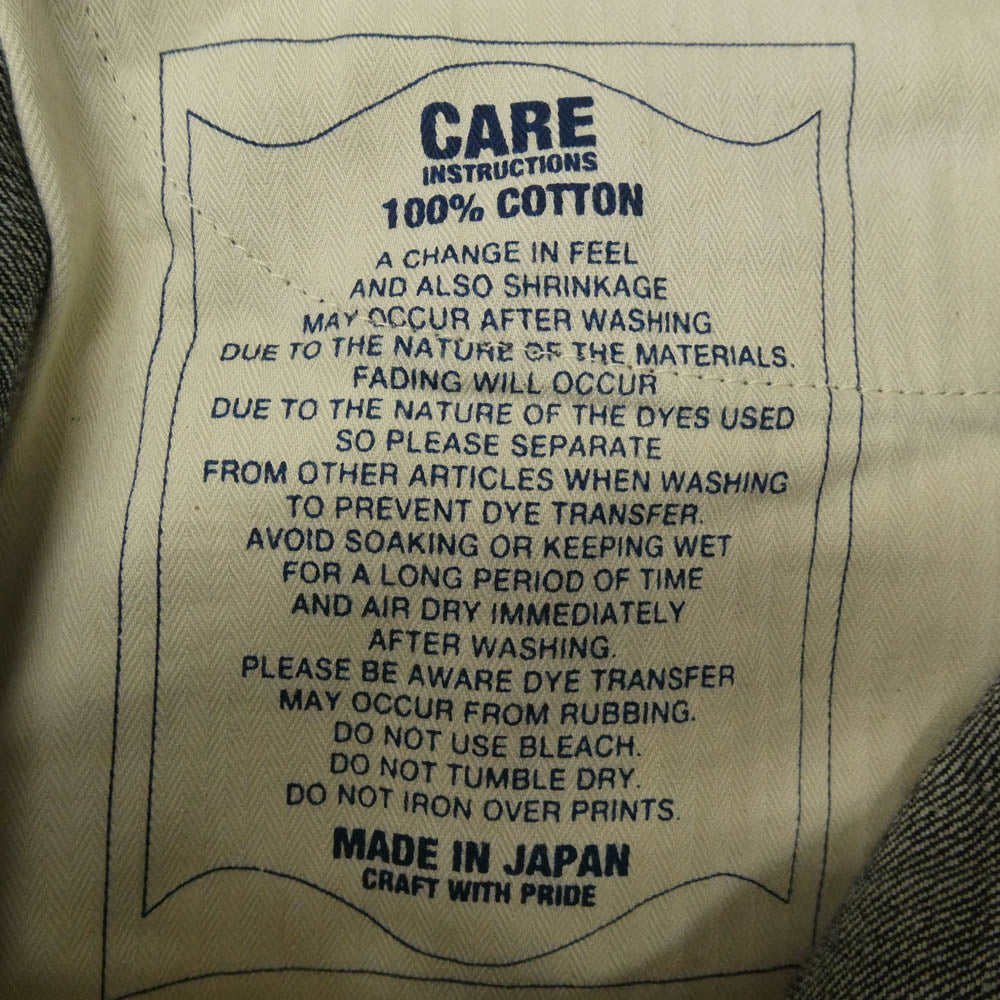 CARE
INSTRUCTIONS
100% COTTON
A CHANGE IN FEEL
AND ALSO SHRINKAGE
MAY OCCUR AFTER WASHING
DUE TO THE NATURE OF THE MATERIALS.
FADING WILL OCCUR
DUE TO THE NATURE OF THE DYES USED
SO PLEASE SEPARATE
FROM OTHER ARTICLES WHEN WASHING
TO PREVENT DYE TRANSFER.
AVOID SOAKING OR KEEPING WET
FOR A LONG PERIOD OF TIME
AND AIR DRY IMMEDIATELY
AFTER WASHING.
PLEASE BE AWARE DYE TRANSFER
MAY OCCUR FROM RUBBING.
DO NOT USE BLEACH.
DO NOT TUMBLE DRY.
DO NOT IRON OVER PRINTS.
MADE IN JAPAN
CRAFT WITH PRIDE